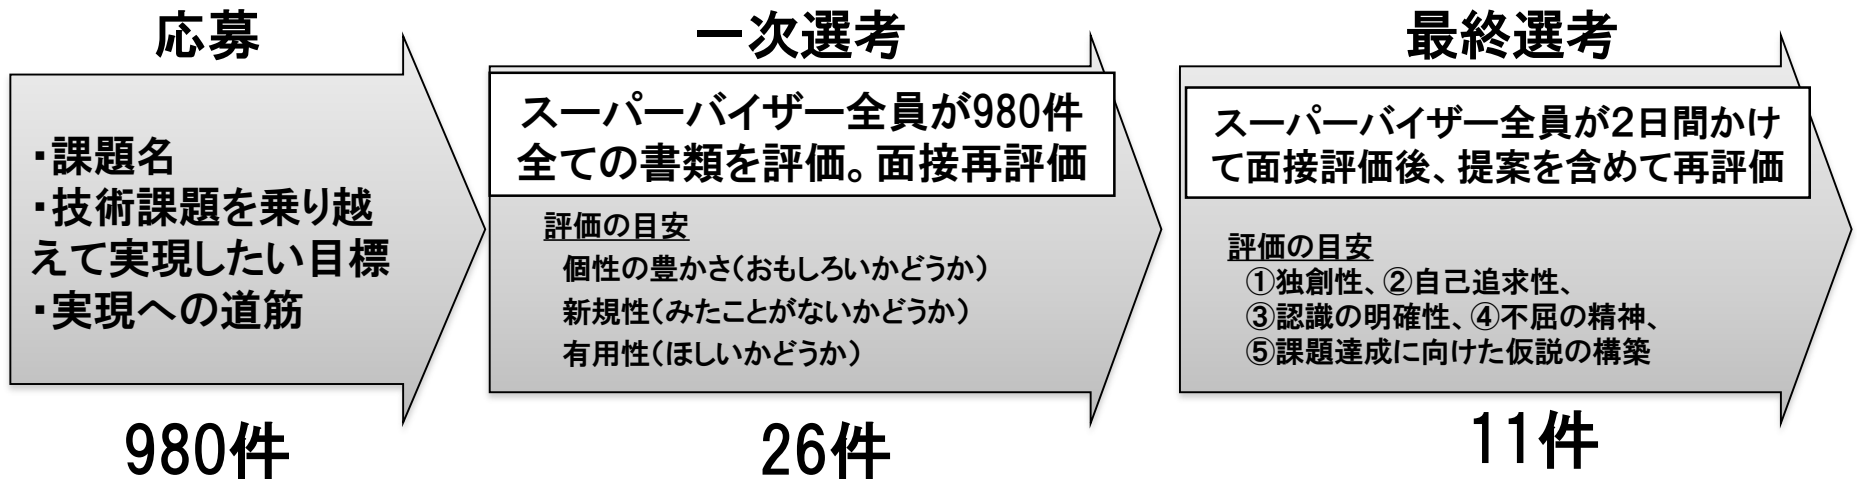 応募
・課題名
・技術課題を乗り越
えて実現したい目標
・実現への道筋
980件
一次選考
スーパーバイザー全員が980件
全ての書類を評価。面接再評価
評価の目安
個性の豊かさ（おもしろいかどうか）
新規性（みたことがないかどうか）
有用性（ほしいかどうか）
26件
最終選考
スーパーバイザー全員が2日間かけ
て面接評価後、提案を含めて再評価
評価の目安
①独創性、②自己追求性、
③認識の明確性、④不屈の精神、
⑤課題達成に向けた仮説の構築
11件